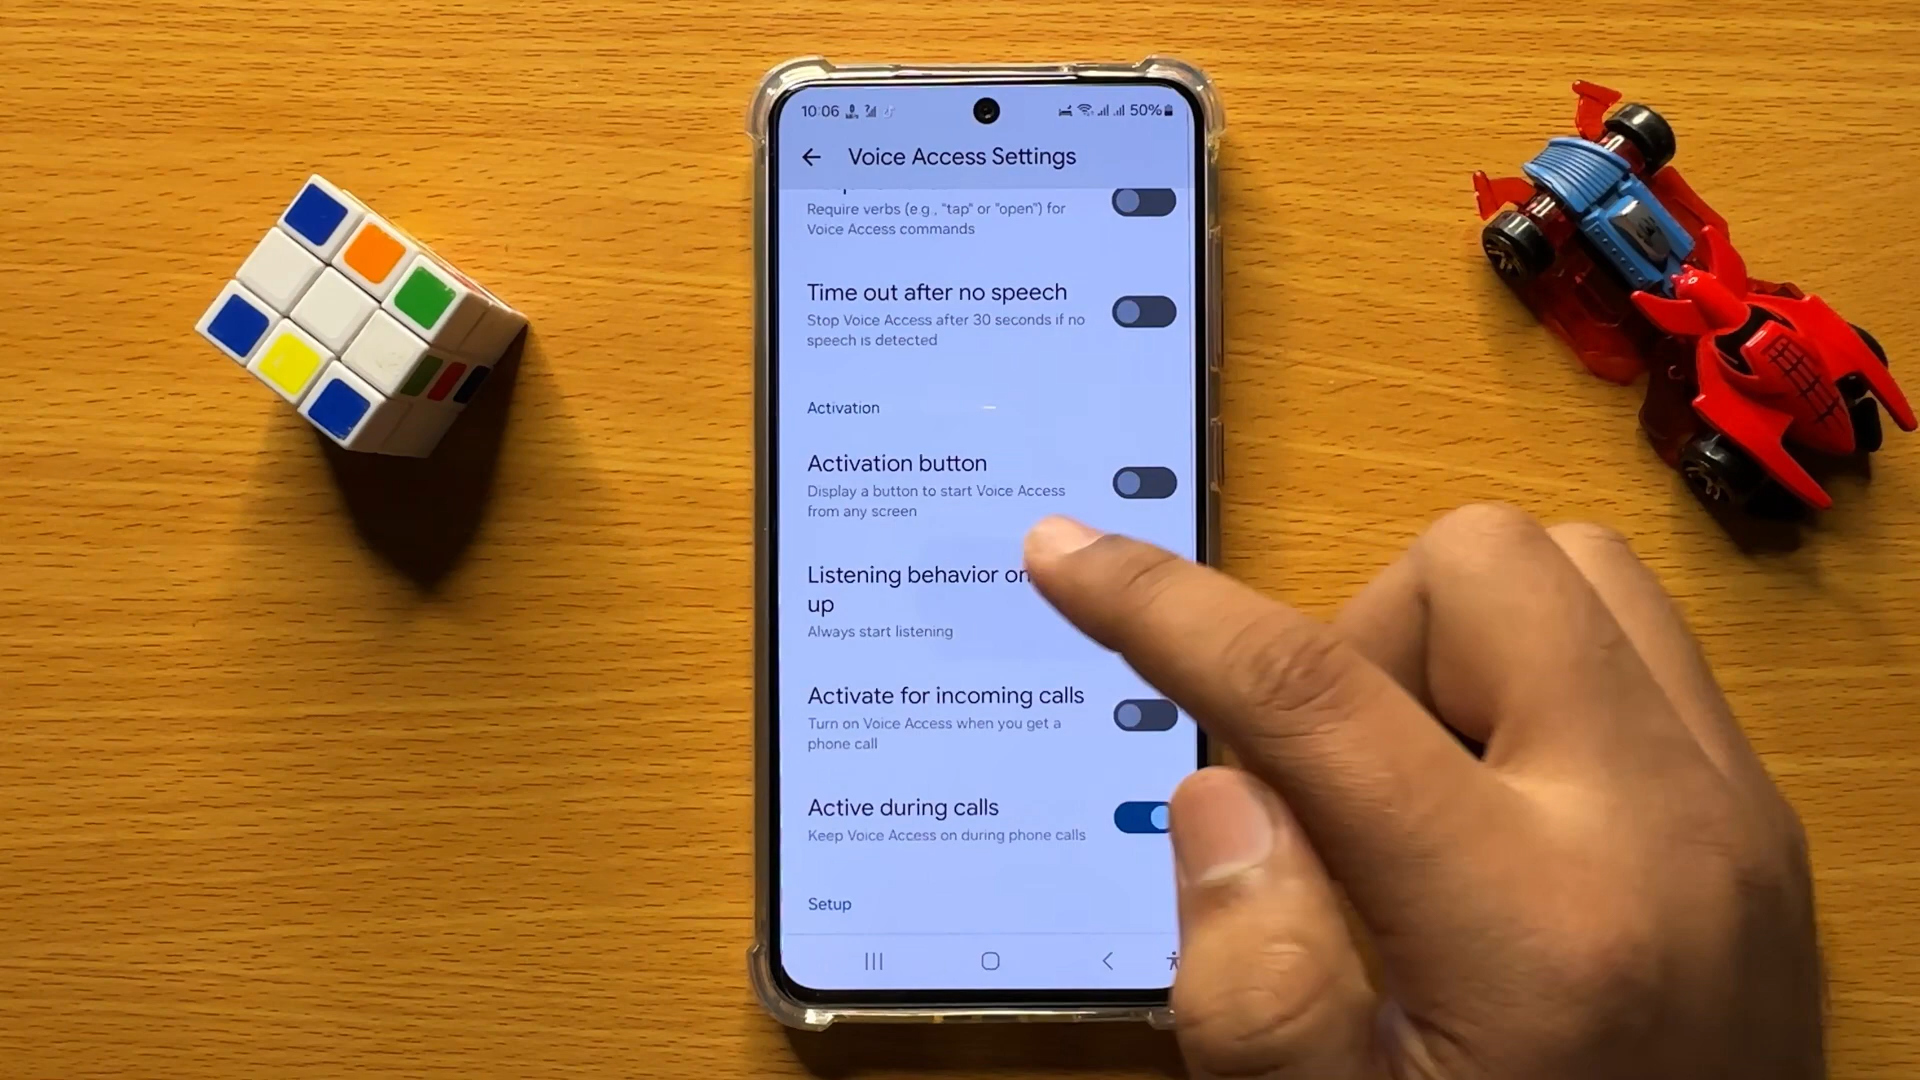 10:06
50%
Voice Access Settings
Require verbs (e.g., "tap" or "open") for
Voice Access commands
Time out after no speech
Stop Voice Access after 30 seconds if no
speech is detected
Activation
Activation button
Display a button to start Voice Access
from any screen
Listening behavior on
up
Always start listening
Activate for incoming calls
Turn on Voice Access when you get a
phone call
Active during calls
Keep Voice Access on during phone calls
Setup